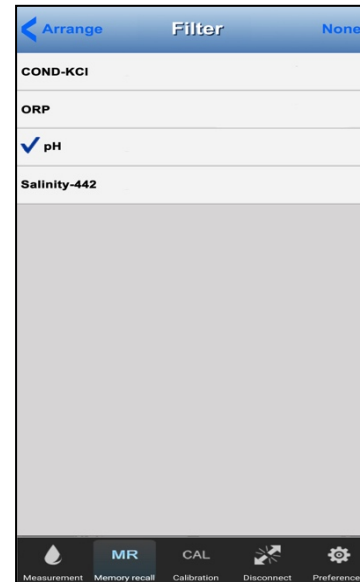 Arrange Filter None
COND-KCl
ORP
pH
Salinity-442
MR CAL
Measurement Memory recall Calibration Disconnect Preference